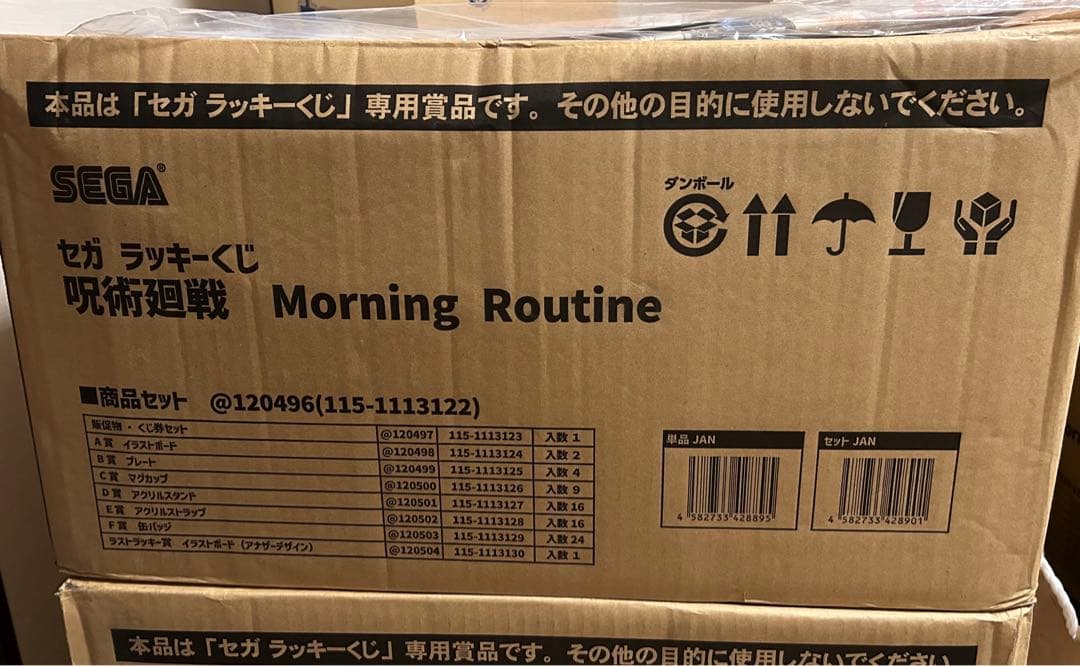 本品は「セガ ラッキーくじ」専用賞品です。その他の目的に使用しないでください。
SEGA®
ダンボール
セガ ラッキーくじ
呪術廻戦 Morning Routine
■商品セット @120496(115-1113122)
販促物・くじ券セット @120497 115-1113123 入数 1
A賞 イラストボード @120498 115-1113124 入数 2
B賞 プレート @120499 115-1113125 入数 4
C賞 マグカップ @120500 115-1113126 入数 9
D賞 アクリルスタンド @120501 115-1113127 入数 16
E賞 アクリルストラップ @120502 115-1113128 入数 16
F賞 缶バッジ @120503 115-1113129 入数 24
ラストラッキー賞 イラストボード(アナザーデザイン) @120504 115-1113130 入数 1
単品 JAN
4 582733 428895
セット JAN
4 582733 428901
本品は「セガ ラッキーくじ」専用賞品です。その他の目的に使用しないでください。